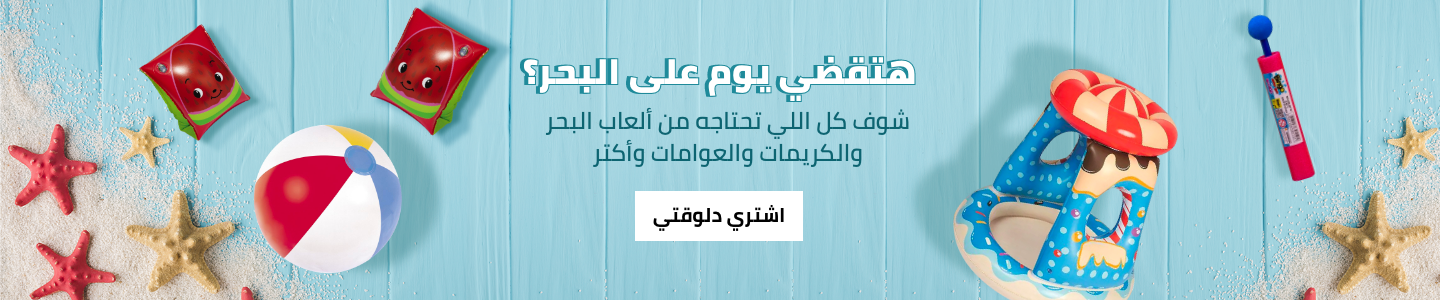 هتقضي يوم على البحر؟
شوف كل اللي تحتاجه من ألعاب البحر
والكريمات والعوامات وأكتر
اشتري دلوقتي